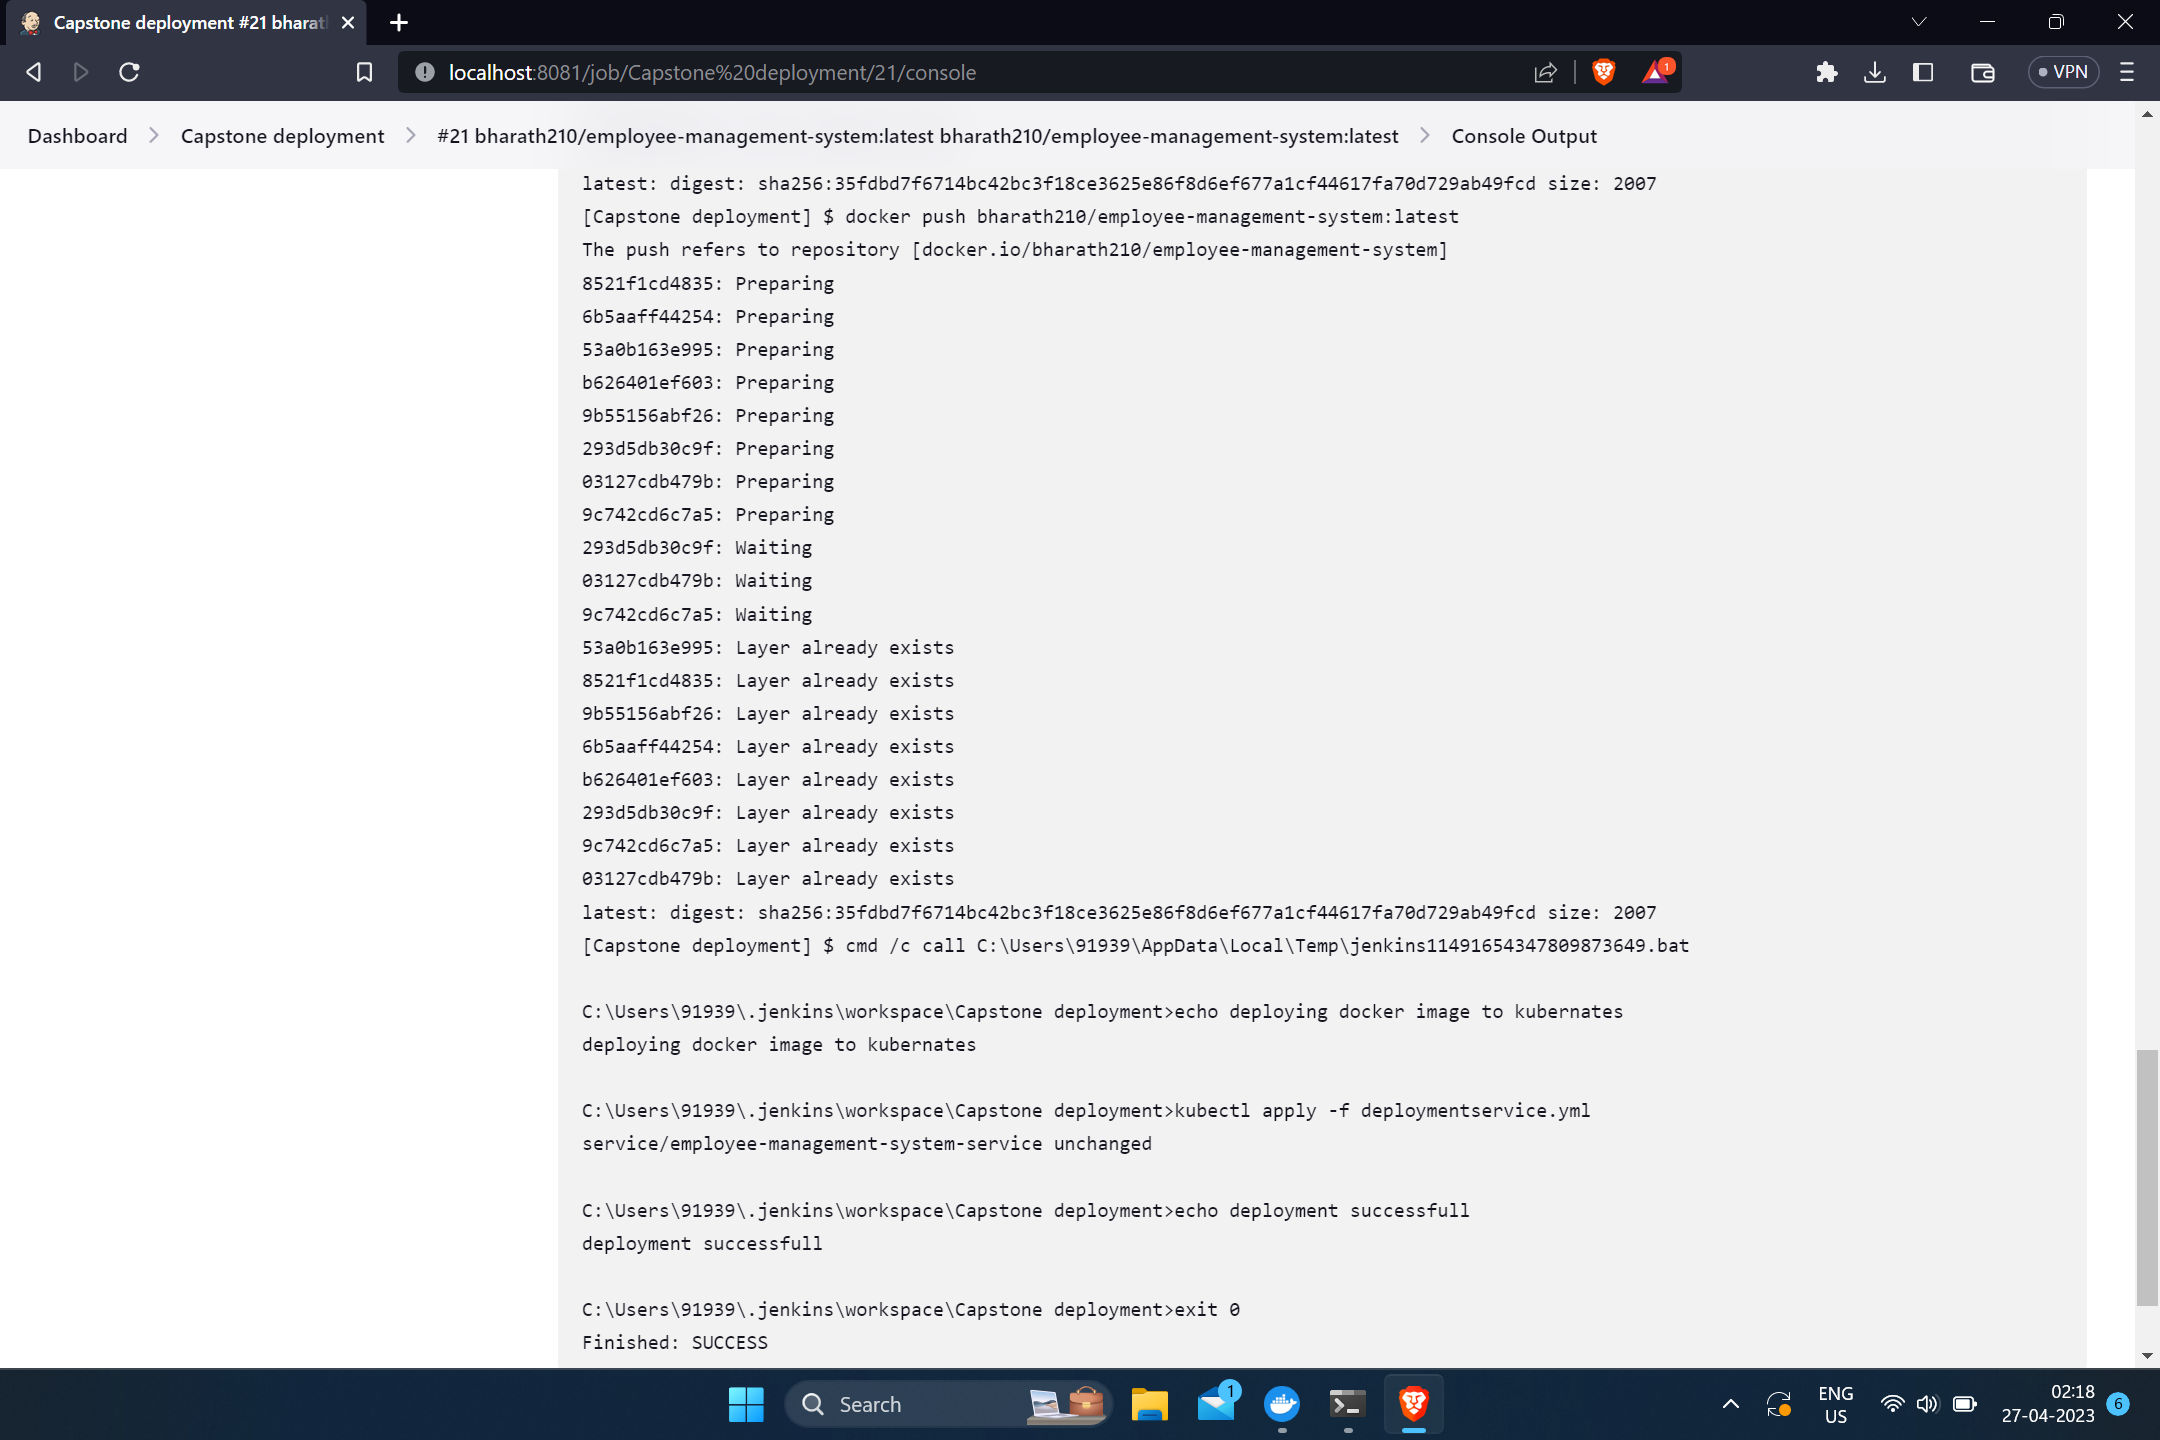 Capstone deployment #21 bharat
localhost:8081/job/Capstone%20deployment/21/console
1
VPN
Dashboard
Capstone deployment
#21 bharath210/employee-management-system:latest bharath210/employee-management-system:latest
Console Output
latest: digest: sha256:35fdbd7f6714bc42bc3f18ce3625e86f8d6ef677a1cf44617fa70d729ab49fcd size: 2007
[Capstone deployment] $ docker push bharath210/employee-management-system:latest
The push refers to repository [docker.io/bharath210/employee-management-system]
8521f1cd4835: Preparing
6b5aaff44254: Preparing
53a0b163e995: Preparing
b626401ef603: Preparing
9b55156abf26: Preparing
293d5db30c9f: Preparing
03127cdb479b: Preparing
9c742cd6c7a5: Preparing
293d5db30c9f: Waiting
03127cdb479b: Waiting
9c742cd6c7a5: Waiting
53a0b163e995: Layer already exists
8521f1cd4835: Layer already exists
9b55156abf26: Layer already exists
6b5aaff44254: Layer already exists
b626401ef603: Layer already exists
293d5db30c9f: Layer already exists
9c742cd6c7a5: Layer already exists
03127cdb479b: Layer already exists
latest: digest: sha256:35fdbd7f6714bc42bc3f18ce3625e86f8d6ef677a1cf44617fa70d729ab49fcd size: 2007
[Capstone deployment] $ cmd /c call C:\Users\91939\AppData\Local\Temp\jenkins11491654347809873649.bat
C:\Users\91939\.jenkins\workspace\Capstone deployment>echo deploying docker image to kubernates
deploying docker image to kubernates
C:\Users\91939\.jenkins\workspace\Capstone deployment>kubectl apply -f deploymentservice.yml
service/employee-management-system-service unchanged
C:\Users\91939\.jenkins\workspace\Capstone deployment>echo deployment successfull
deployment successfull
C:\Users\91939\.jenkins\workspace\Capstone deployment>exit 0
Finished: SUCCESS
Search
1
ENG
US
02:18
27-04-2023
6